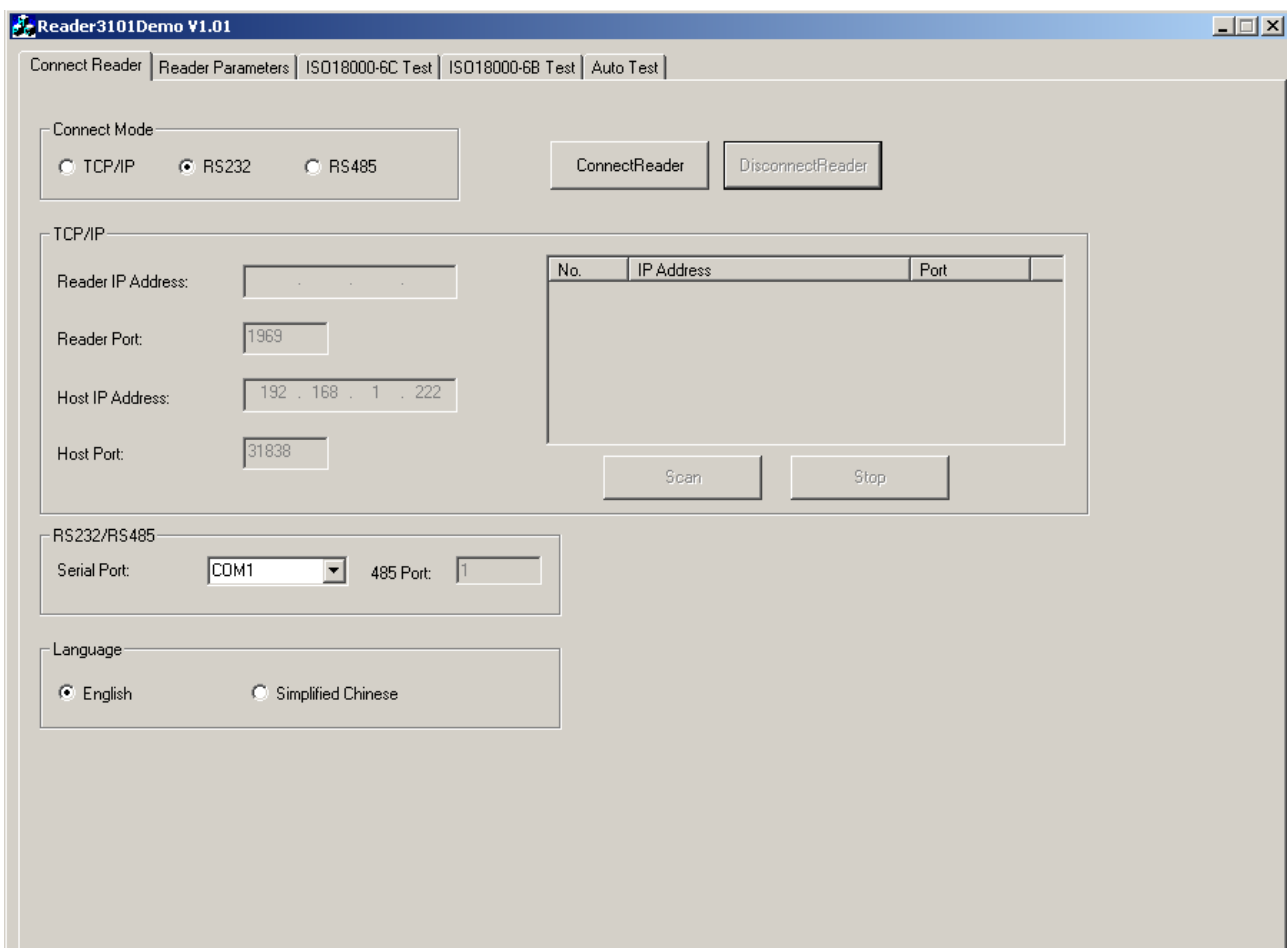 Reader3101Demo V1.01
Connect Reader Reader Parameters ISO18000-6C Test ISO18000-6B Test Auto Test
Connect Mode
TCP/IP RS232 RS485 ConnectReader DisconnectReader
TCP/IP
Reader IP Address: . . . No. IP Address Port
Reader Port: 1969
Host IP Address: 192 . 168 . 1 . 222
Host Port: 31838
Scan Stop
RS232/RS485
Serial Port: COM1 485 Port: 1
Language
English Simplified Chinese